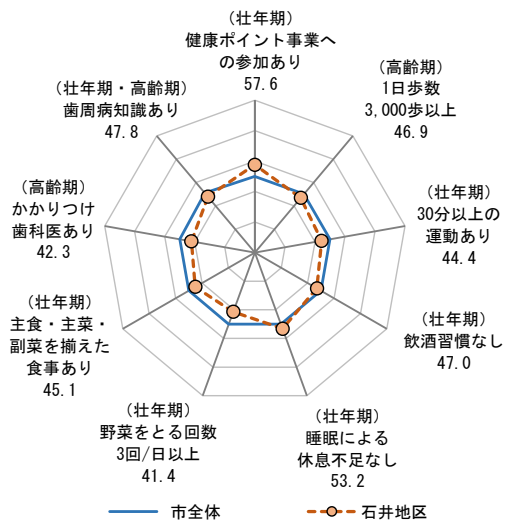 （壮年期）
健康ポイント事業へ
の参加あり
57.6
（高齢期）
1日歩数
3,000歩以上
46.9
（壮年期）
30分以上の
運動あり
44.4
（壮年期）
飲酒習慣なし
47.0
（壮年期）
睡眠による
休息不足なし
53.2
（壮年期）
野菜をとる回数
3回/日以上
41.4
（壮年期）
主食・主菜・
副菜を揃えた
食事あり
45.1
（高齢期）
かかりつけ
歯科医あり
42.3
（壮年期・高齢期）
歯周病知識あり
47.8
市全体
石井地区